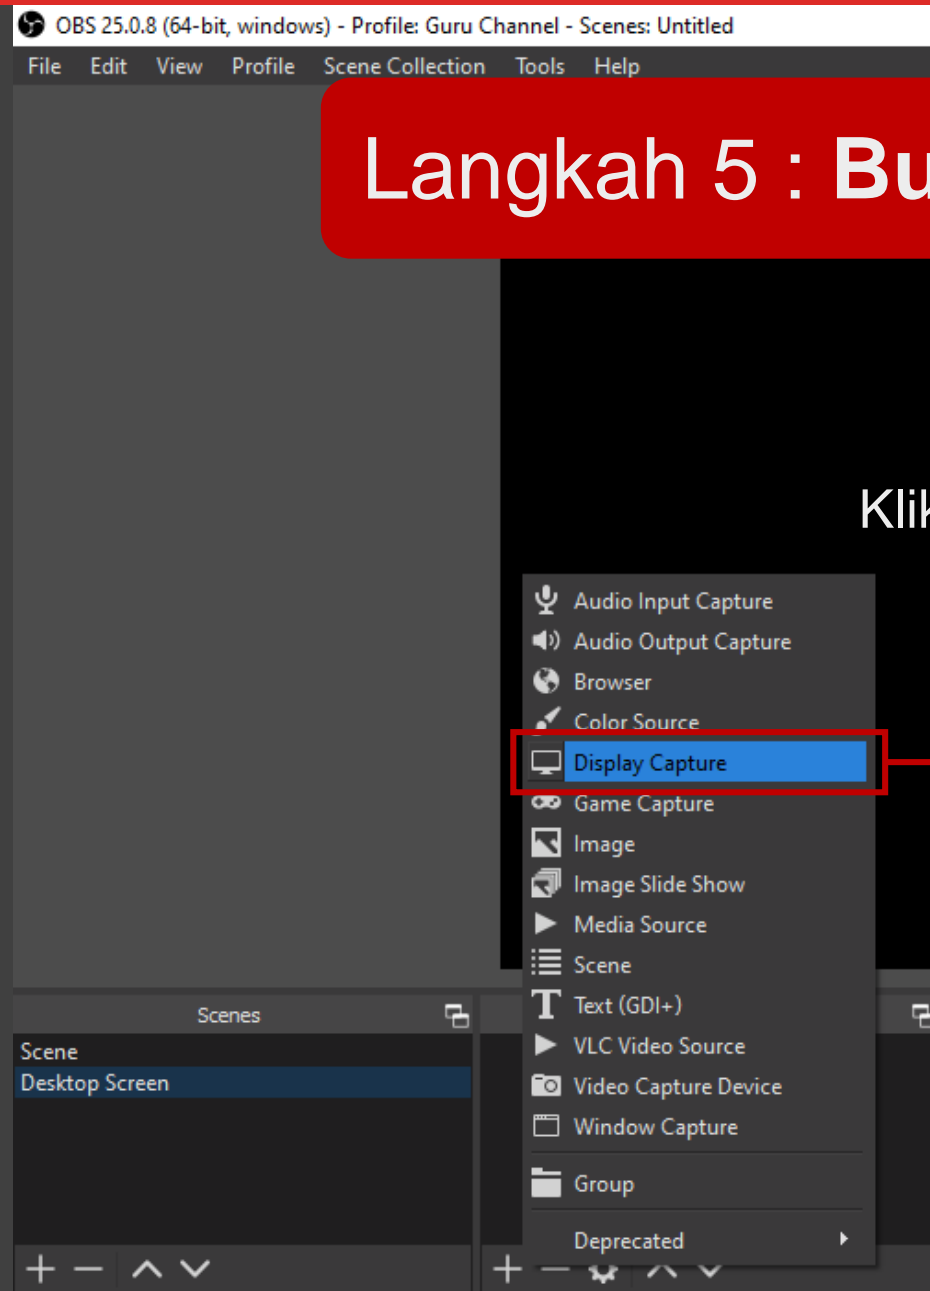 OBS 25.0.8 (64-bit, windows) - Profile: Guru Channel - Scenes: Untitled
File Edit View Profile Scene Collection Tools Help
Langkah 5 :
Audio Input Capture
Audio Output Capture
Browser
Color Source
Display Capture
Game Capture
Image
Image Slide Show
Media Source
Scene
Text (GDI+)
VLC Video Source
Video Capture Device
Window Capture
Group
Deprecated
Scenes
Scene
Desktop Screen